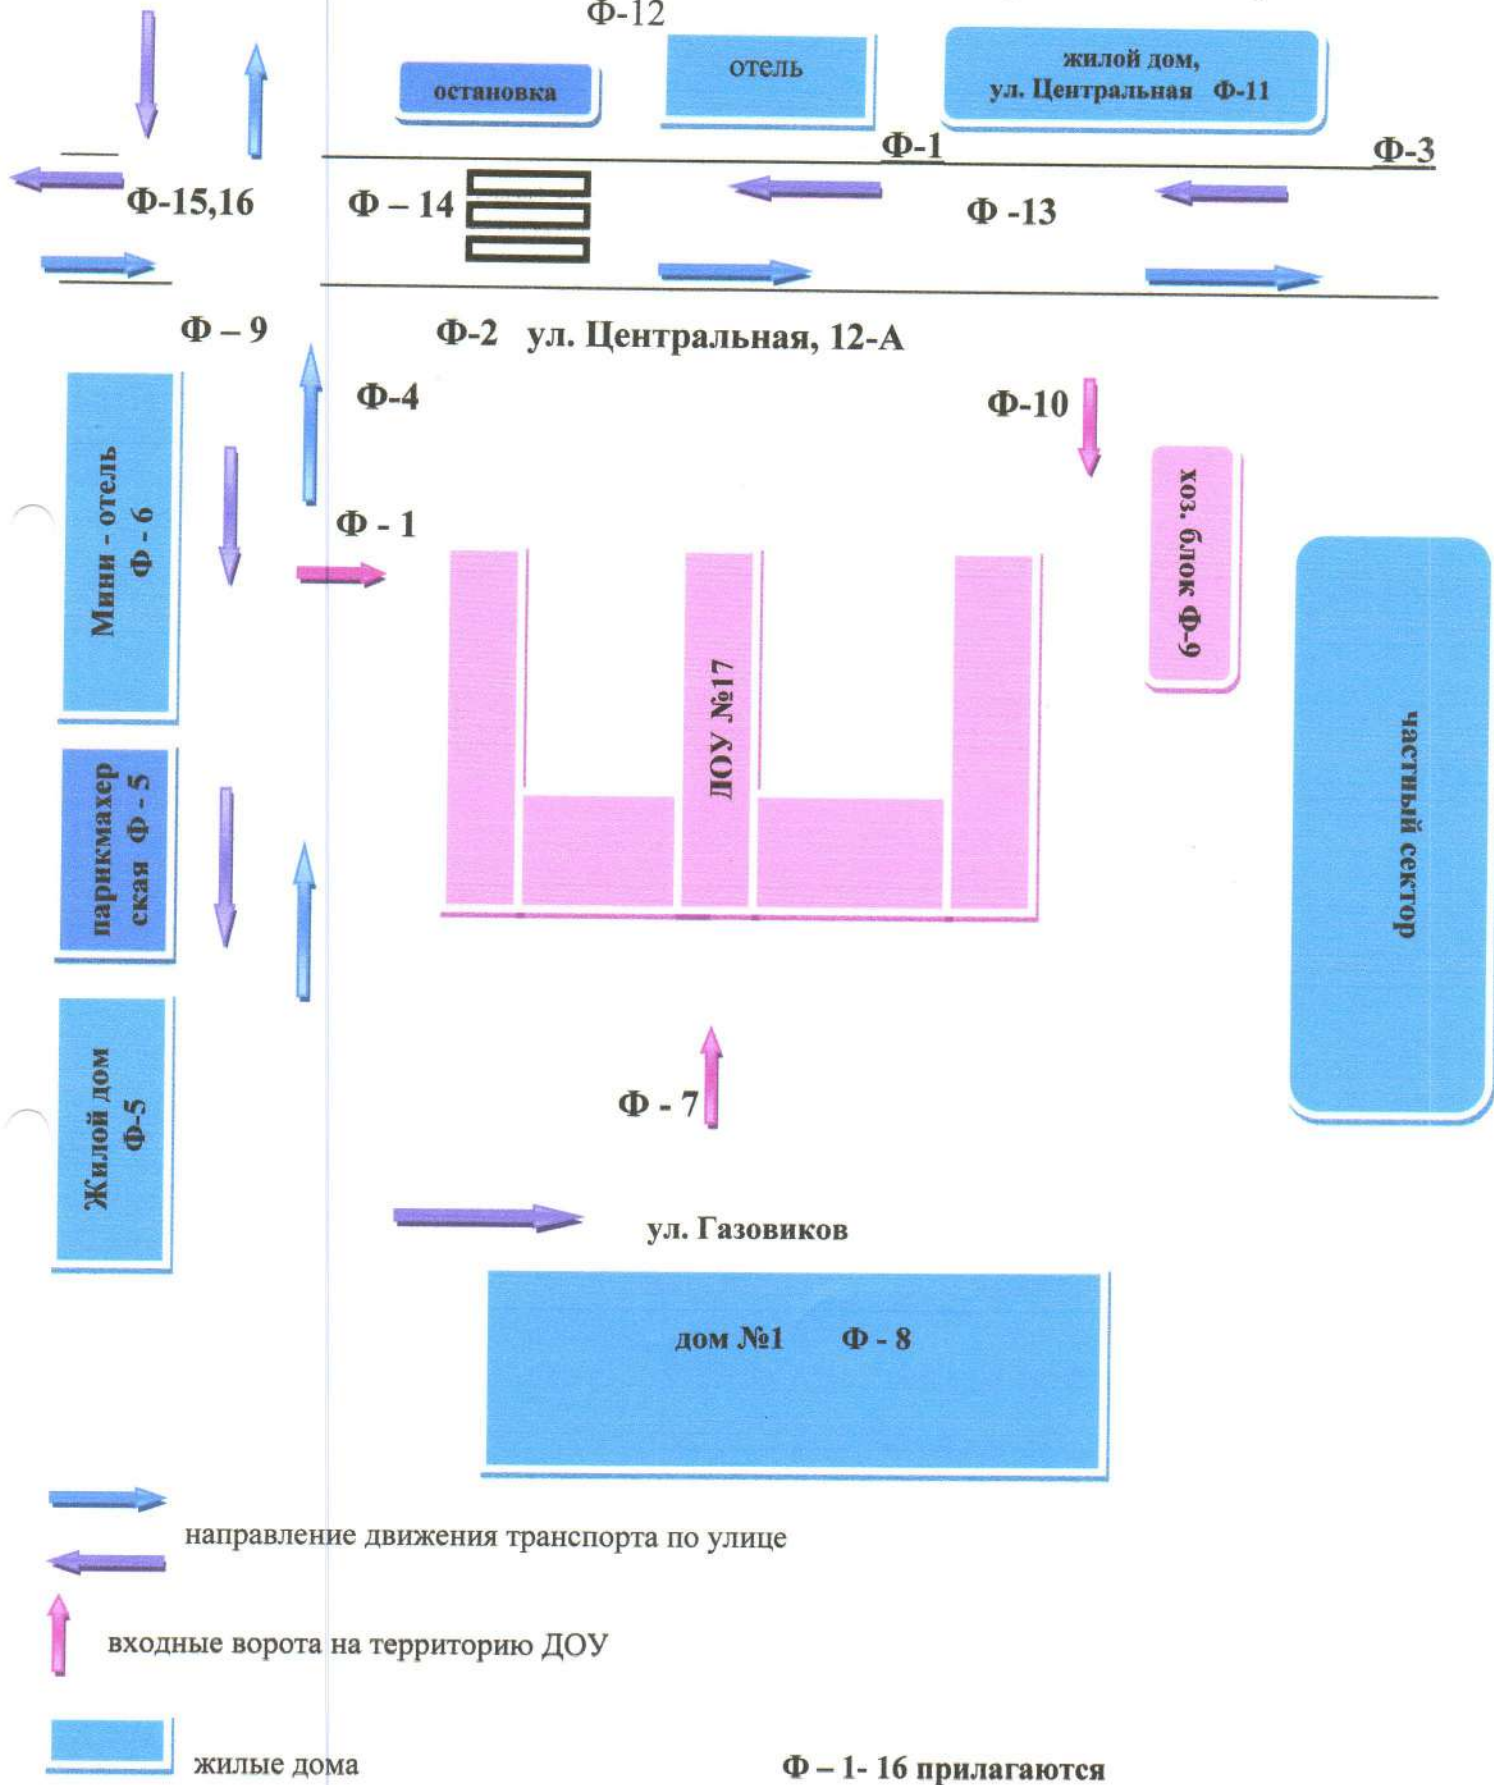 Ф-12
отель
жилой дом,
ул. Центральная Ф-11
остановка
Ф-1
Ф-3
Ф-15,16
Ф – 14
Ф -13
Ф – 9
Ф-2 ул. Центральная, 12-А
Ф-4
Ф-10
Мини - отель
Ф - 6
Ф - 1
хоз. блок Ф-9
ДОУ №17
частный сектор
парикмахер
ская Ф - 5
Жилой дом
Ф-5
Ф - 7
ул. Газовиков
дом №1 Ф - 8
направление движения транспорта по улице
входные ворота на территорию ДОУ
жилые дома
Ф – 1- 16 прилагаются